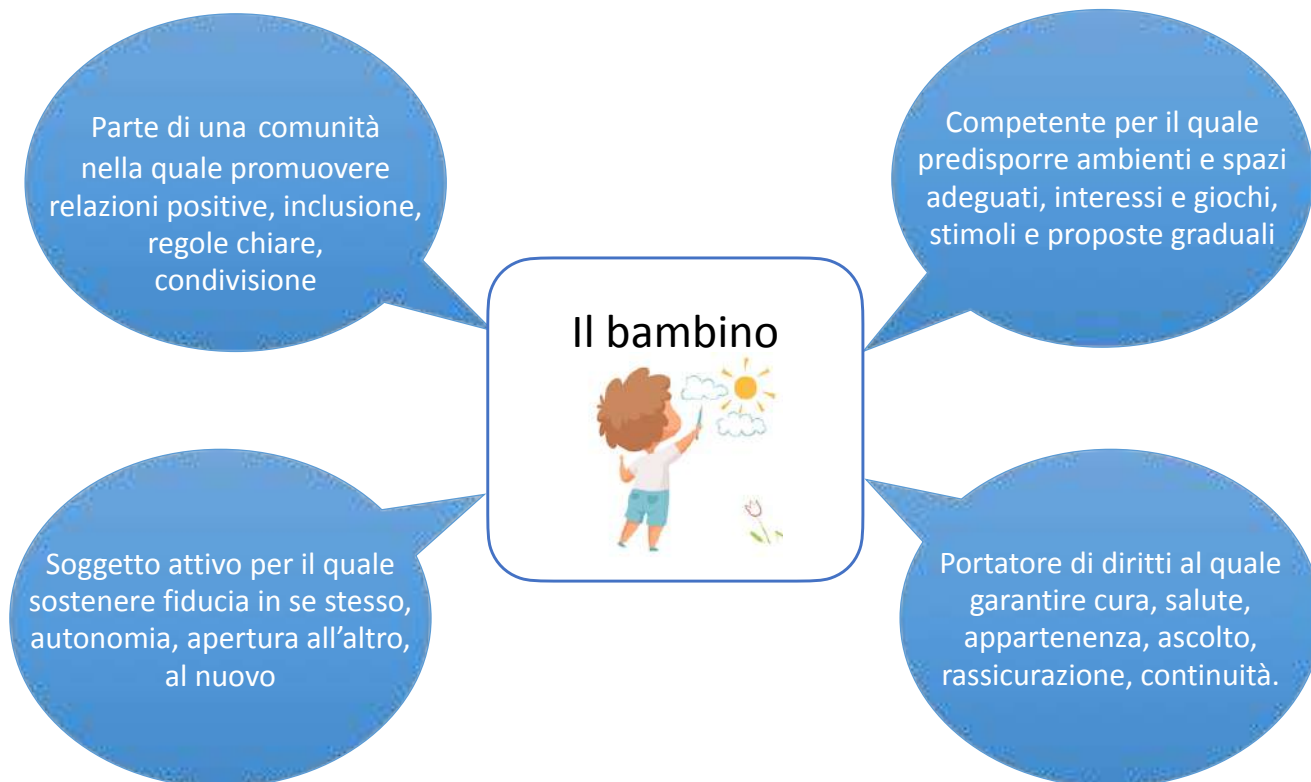 Parte di una comunità
nella quale promuovere
relazioni positive, inclusione,
regole chiare,
condivisione
Competente per il quale
predisporre ambienti e spazi
adeguati, interessi e giochi,
stimoli e proposte graduali
Il bambino
Soggetto attivo per il quale
sostenere fiducia in se stesso,
autonomia, apertura all’altro,
al nuovo
Portatore di diritti al quale
garantire cura, salute,
appartenenza, ascolto,
rassicurazione, continuità.